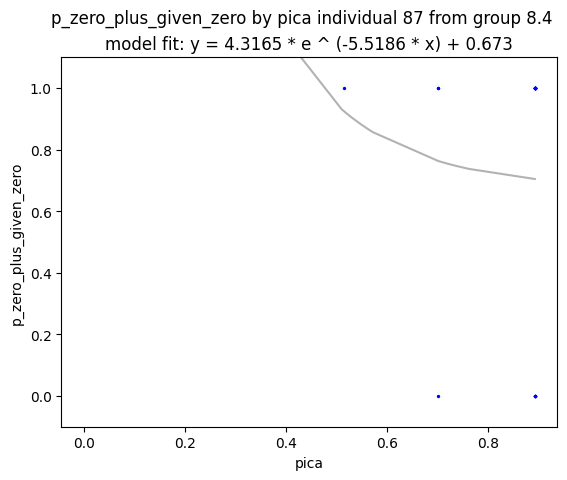 p_zero_plus_given_zero by pica individual 87 from group 8.4
model fit: y = 4.3165 * e ^ (-5.5186 * x) + 0.673
1.0
0.8
0.6
0.4
0.2
0.0
p_zero_plus_given_zero
0.0 0.2 0.4 0.6 0.8
pica